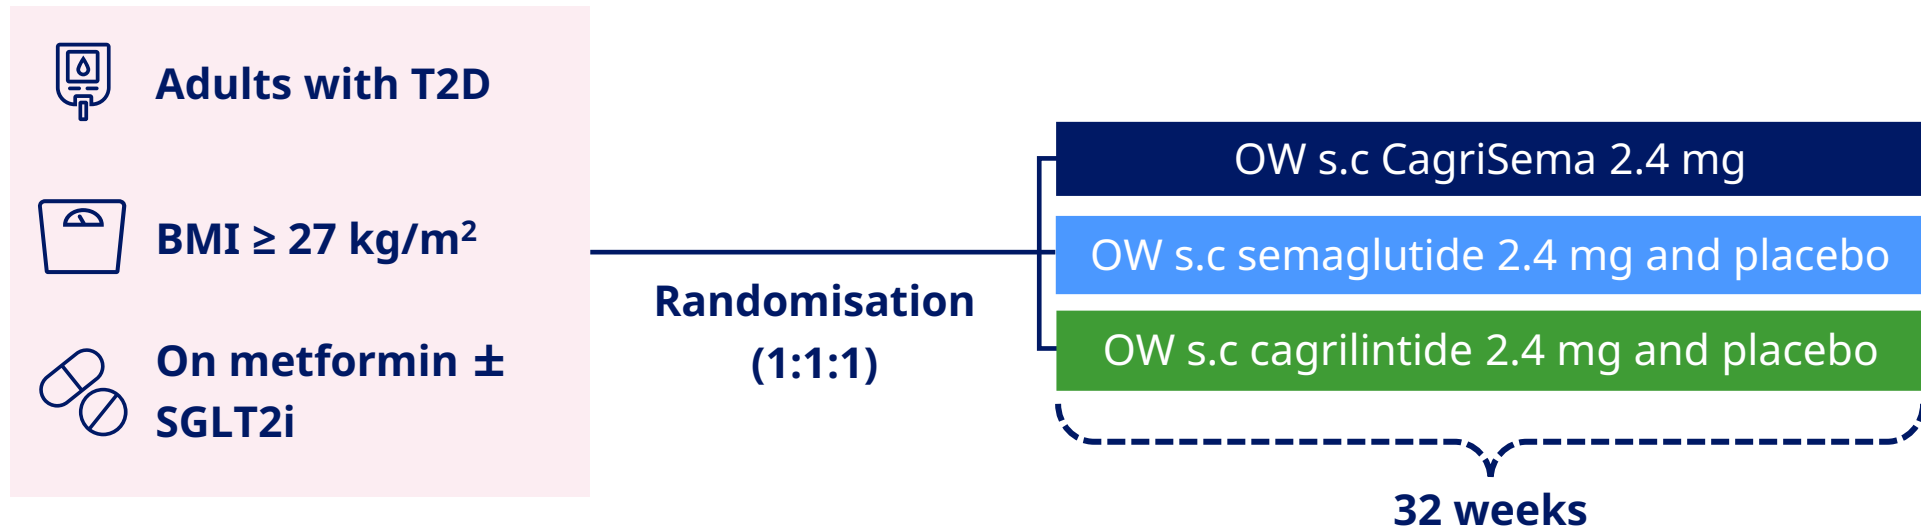 Adults with T2D
BMI ≥ 27 kg/m²
On metformin ±
SGLT2i
Randomisation
(1:1:1)
OW s.c CagriSema 2.4 mg
OW s.c semaglutide 2.4 mg and placebo
OW s.c cagrilintide 2.4 mg and placebo
32 weeks